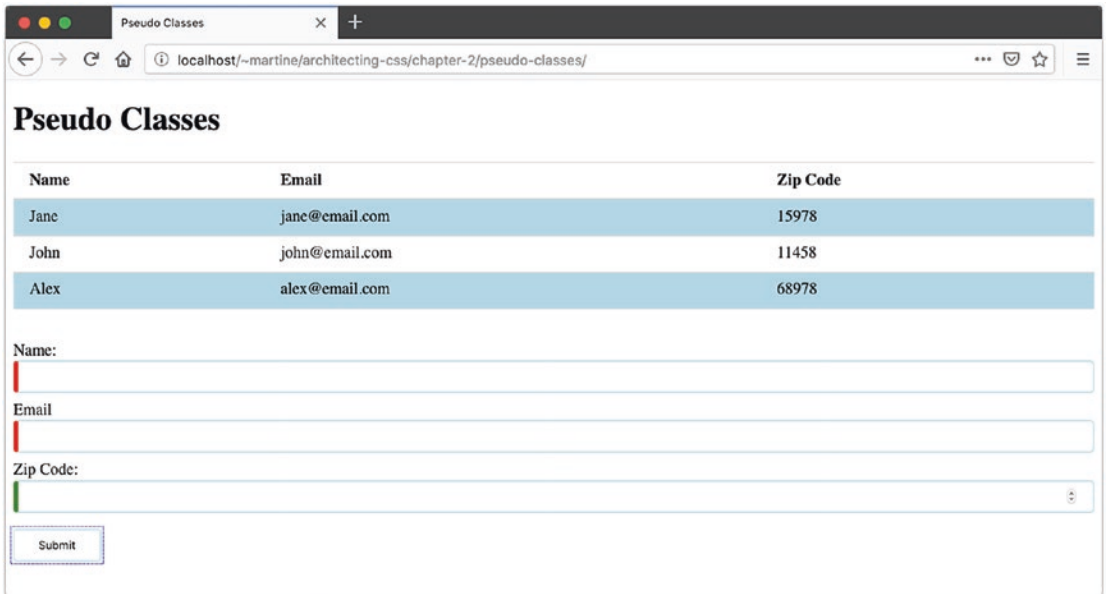 Pseudo Classes
localhost/~martine/architecting-css/chapter-2/pseudo-classes/
Pseudo Classes
Name Email Zip Code
Jane jane@email.com 15978
John john@email.com 11458
Alex alex@email.com 68978
Name:
Email
Zip Code:
Submit